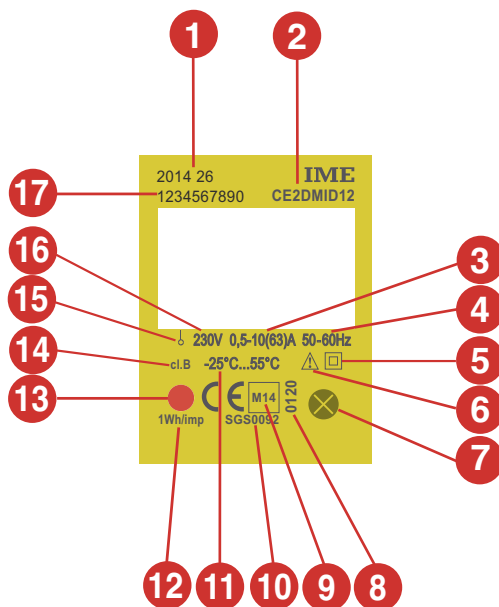 1 2
2014 26 IME
17 1234567890 CE2DMID12
16 3
15 230V 0,5-10(63)A 50-60Hz 4
14 cl.B -25°C...55°C 5
13 CE M14 0120 6
1Wh/imp SGS0092 7
12 11 10 9 8